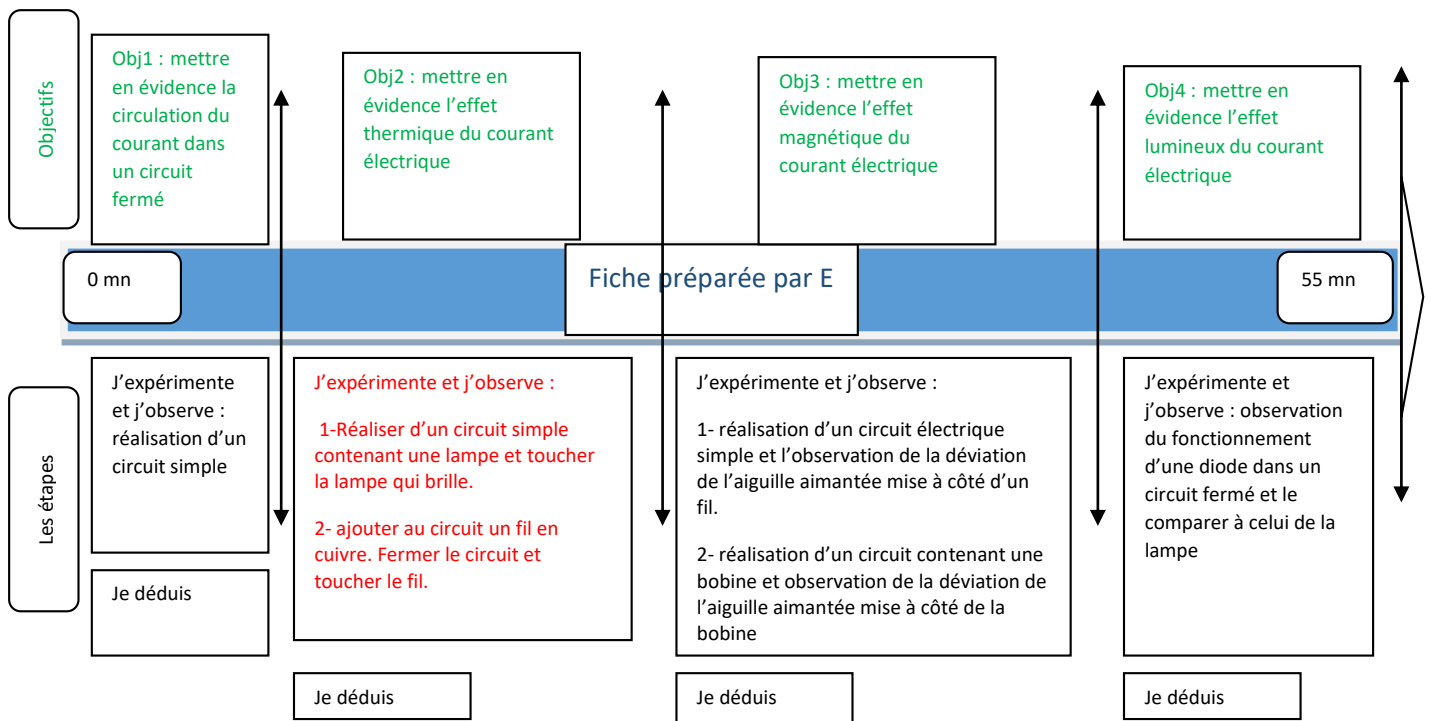 Objectifs
Obj1 : mettre
en évidence la
circulation du
courant dans
un circuit
fermé
Obj2 : mettre en
évidence l’effet
thermique du courant
électrique
Obj3 : mettre en
évidence l’effet
magnétique du
courant électrique
Obj4 : mettre en
évidence l’effet
lumineux du courant
électrique
0 mn
Fiche préparée par E
55 mn
Les étapes
J’expérimente
et j’observe :
réalisation d’un
circuit simple
Je déduis
J’expérimente et j’observe :
1-Réaliser d’un circuit simple
contenant une lampe et toucher
la lampe qui brille.
2- ajouter au circuit un fil en
cuivre. Fermer le circuit et
toucher le fil.
Je déduis
J’expérimente et j’observe :
1- réalisation d’un circuit électrique
simple et l’observation de la déviation
de l’aiguille aimantée mise à côté d’un
fil.
2- réalisation d’un circuit contenant une
bobine et observation de la déviation de
l’aiguille aimantée mise à côté de la
bobine
Je déduis
J’expérimente et
j’observe : observation
du fonctionnement
d’une diode dans un
circuit fermé et le
comparer à celui de la
lampe
Je déduis